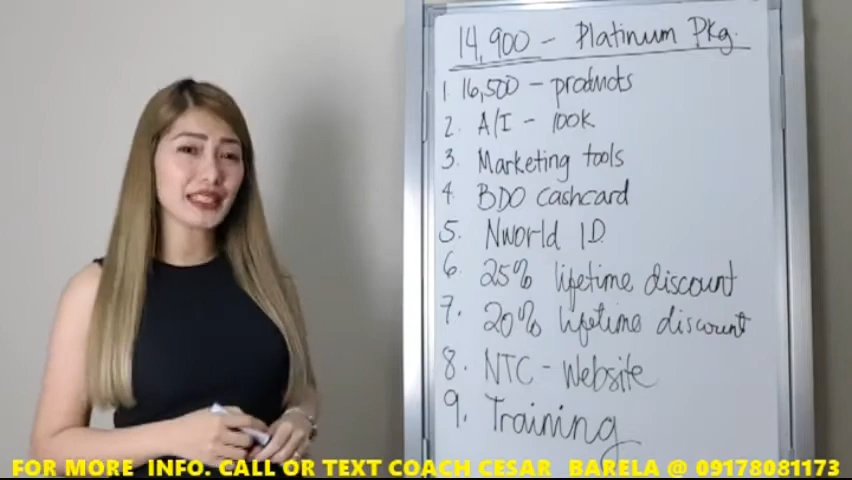 14,900 - Platinum Pkg.
1. 16,500 - products
2. A/I - 100k
3. Marketing tools
4. BDO cashcard
5. Nworld ID
6. 25% lifetime discount
7. 20% lifetime discount
8. NTC - Website
9. Training
FOR MORE INFO. CALL OR TEXT COACH CESAR BARELA @ 09178081173